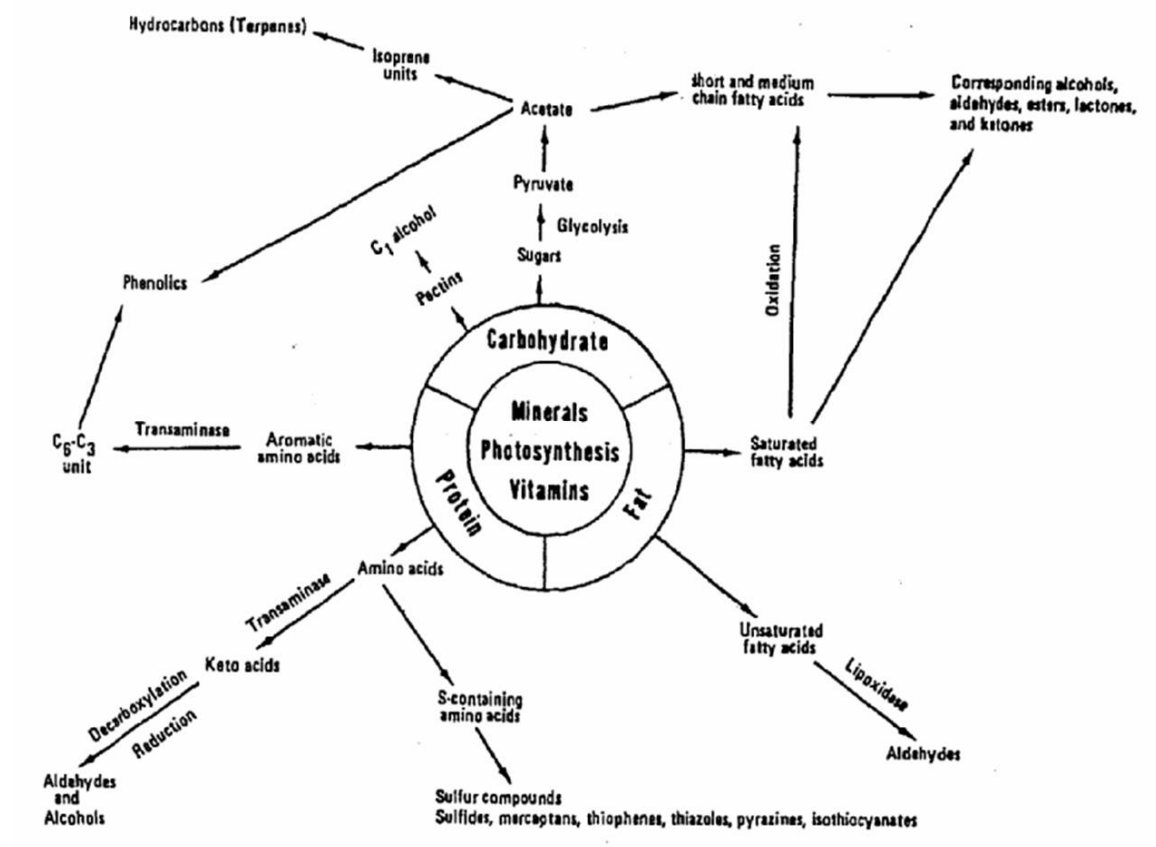 Hydrocarbons (Terpenes)
Isoprene
units
Acetate
short and medium
chain fatty acids
Corresponding alcohols,
aldehydes, esters, lactones,
and ketones
Pyruvate
Glycolysis
Sugars
C1 alcohol
Pectins
Phenolics
Oxidation
Carbohydrate
Minerals
Photosynthesis
Vitamins
Protein
Fat
C6-C3
unit
Transaminase
Aromatic
amino acids
Saturated
fatty acids
Amino acids
Transaminase
Keto acids
Decarboxylation
Reduction
Aldehydes
and
Alcohols
S-containing
amino acids
Sulfur compounds
Sulfides, mercaptans, thiophenes, thiazoles, pyrazines, isothiocyanates
Unsaturated
fatty acids
Lipoxidase
Aldehydes